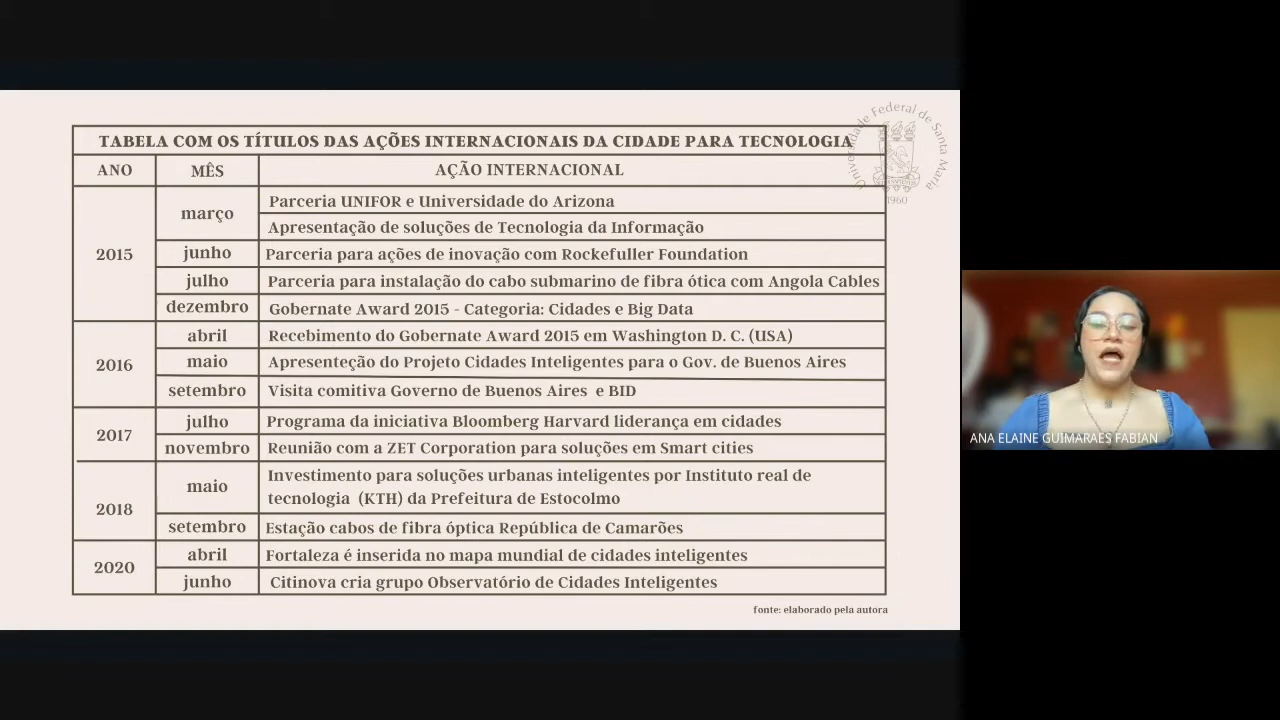 TABELA COM OS TÍTULOS DAS AÇÕES INTERNACIONAIS DA CIDADE PARA TECNOLOGIA
Universidade Federal de Santa Maria
1960
ANO MÊS AÇÃO INTERNACIONAL
2015
março
Parceria UNIFOR e Universidade do Arizona
Apresentação de soluções de Tecnologia da Informação
junho Parceria para ações de inovação com Rockefuller Foundation
julho Parceria para instalação do cabo submarino de fibra ótica com Angola Cables
dezembro Gobernate Award 2015 - Categoria: Cidades e Big Data
2016
abril Recebimento do Gobernate Award 2015 em Washington D. C. (USA)
maio Apresenteção do Projeto Cidades Inteligentes para o Gov. de Buenos Aires
setembro Visita comitiva Governo de Buenos Aires e BID
2017
julho Programa da iniciativa Bloomberg Harvard liderança em cidades
novembro Reunião com a ZET Corporation para soluções em Smart cities
2018
maio
Investimento para soluções urbanas inteligentes por Instituto real de
tecnologia (KTH) da Prefeitura de Estocolmo
setembro Estação cabos de fibra óptica República de Camarões
2020
abril Fortaleza é inserida no mapa mundial de cidades inteligentes
junho Citinova cria grupo Observatório de Cidades Inteligentes
fonte: elaborado pela autora
ANA ELAINE GUIMARAES FABIAN